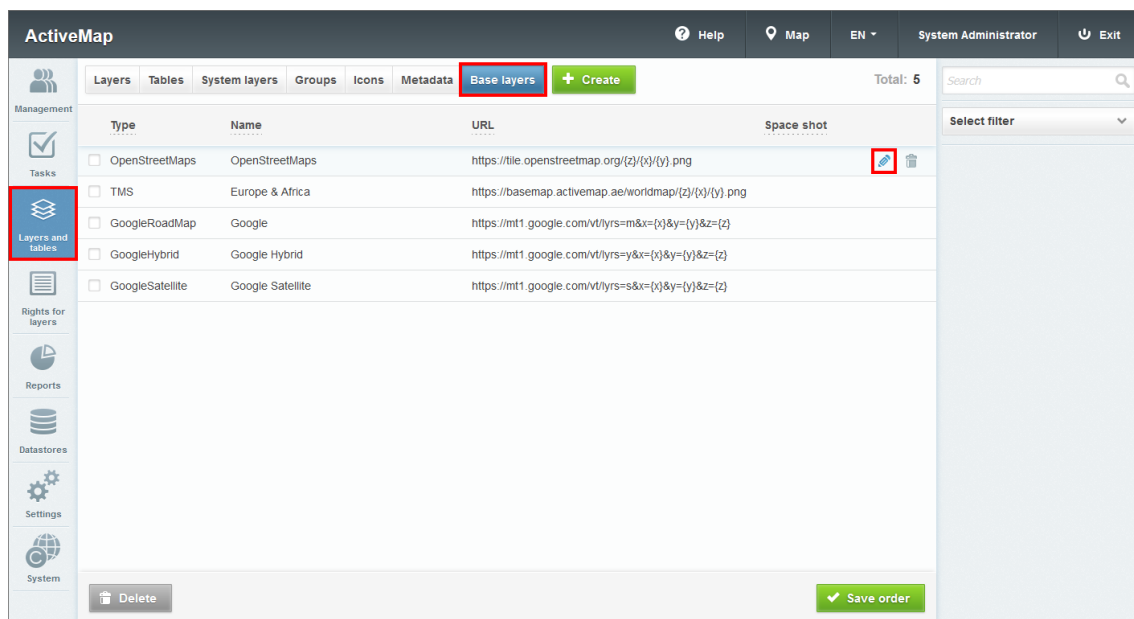 ActiveMap
Help
Map
EN
System Administrator
Exit
Management
Tasks
Layers and
tables
Rights for
layers
Reports
Datastores
Settings
System
Layers Tables System layers Groups Icons Metadata Base layers + Create Total: 5
Type Name URL Space shot
OpenStreetMaps OpenStreetMaps https://tile.openstreetmap.org/{z}/{x}/{y}.png
TMS Europe & Africa https://basemap.activemap.ae/worldmap/{z}/{x}/{y}.png
GoogleRoadMap Google https://mt1.google.com/vt/lyrs=m&x={x}&y={y}&z={z}
GoogleHybrid Google Hybrid https://mt1.google.com/vt/lyrs=y&x={x}&y={y}&z={z}
GoogleSatellite Google Satellite https://mt1.google.com/vt/lyrs=s&x={x}&y={y}&z={z}
Delete
Save order
Search
Select filter